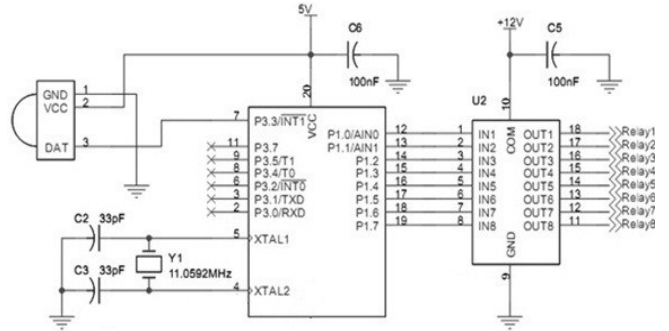 5V
C6
100nF
+12V
C5
100nF
GND 1
VCC 2
DAT 3
20
VCC
7 P3.3/INT1
11 P3.7
9 P3.5/T1
8 P3.4/T0
6 P3.2/INT0
3 P3.1/TXD
2 P3.0/RXD
5 XTAL1
4 XTAL2
C2 33pF
C3 33pF
Y1
11.0592MHz
P1.0/AIN0 12
P1.1/AIN1 13
P1.2 14
P1.3 15
P1.4 16
P1.5 17
P1.6 18
P1.7 19
U2
10
COM
1 IN1 OUT1 18 Relay1
2 IN2 OUT2 17 Relay2
3 IN3 OUT3 16 Relay3
4 IN4 OUT4 15 Relay4
5 IN5 OUT5 14 Relay5
6 IN6 OUT6 13 Relay6
7 IN7 OUT7 12 Relay7
8 IN8 OUT8 11 Relay8
GND
9